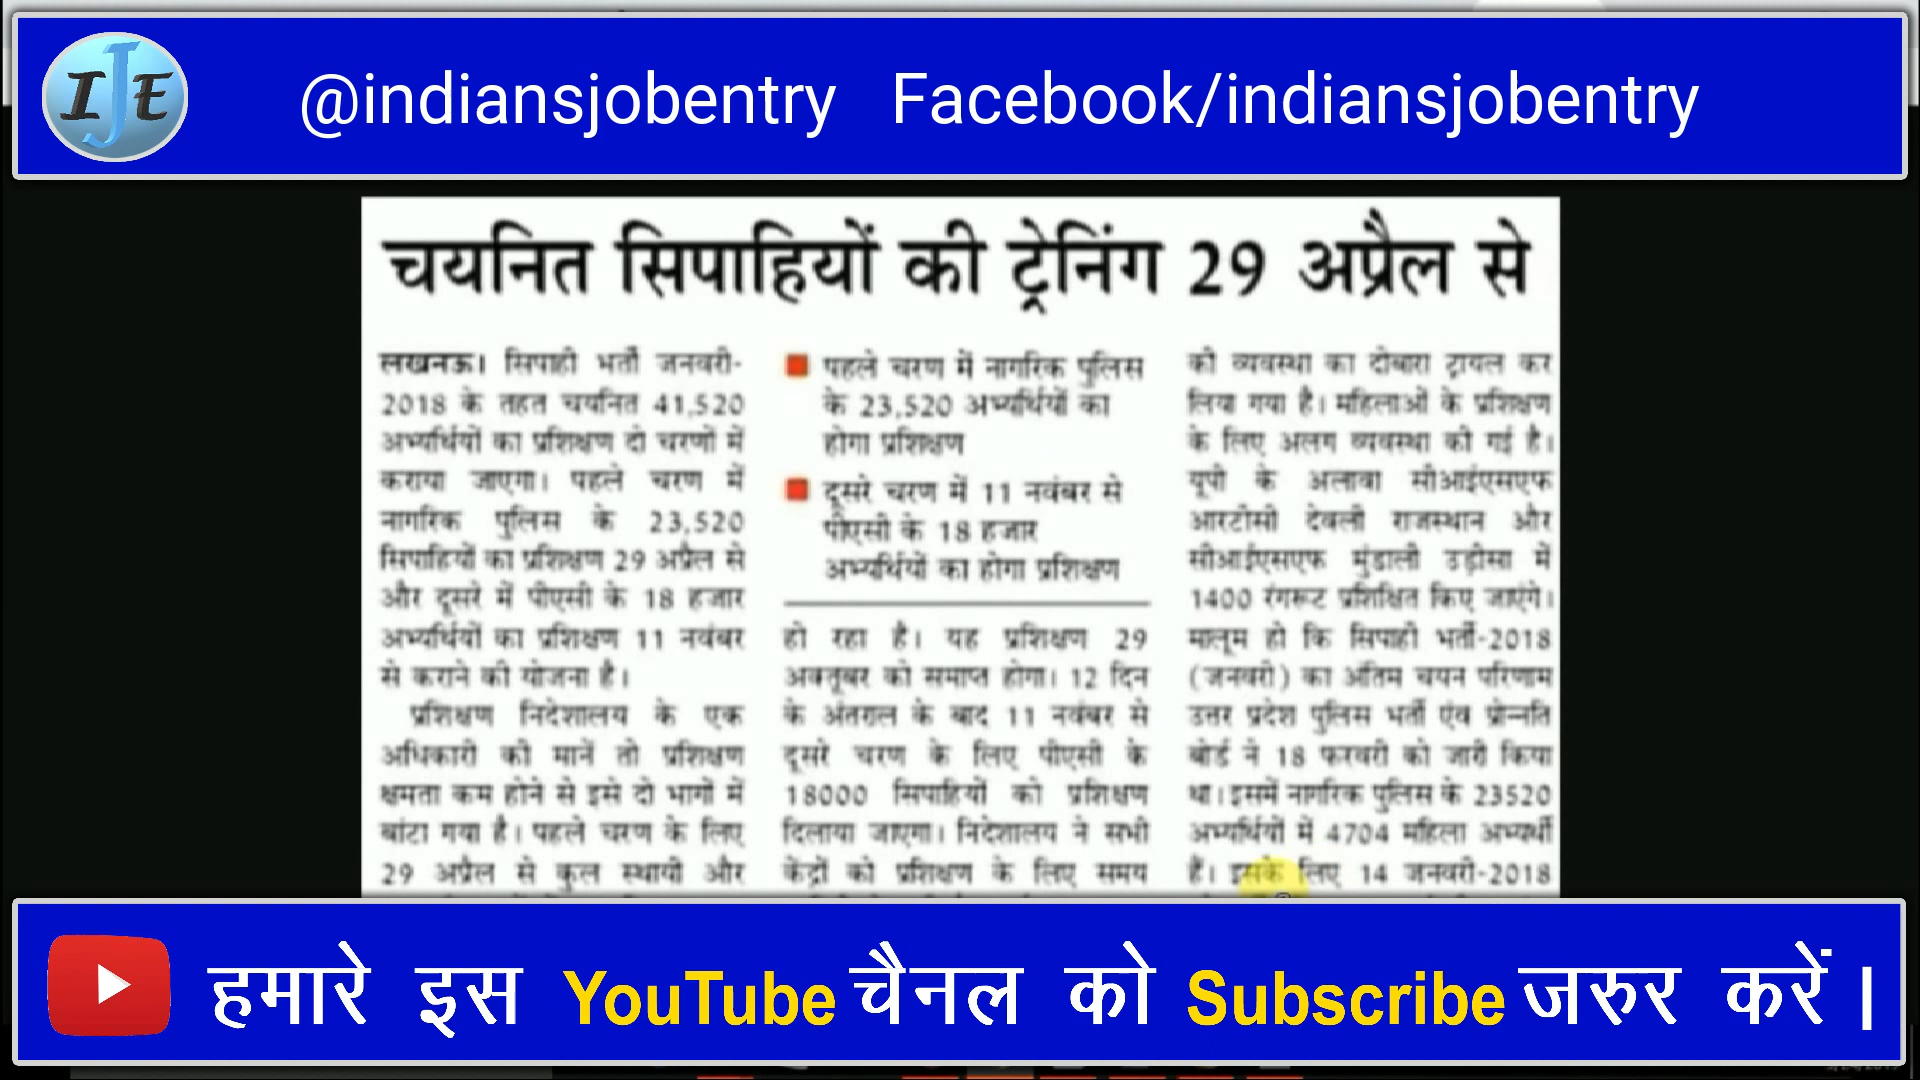 IJE
@indiansjobentry Facebook/indiansjobentry
चयनित सिपाहियों की ट्रेनिंग 29 अप्रैल से
लखनऊ। सिपाही भर्ती जनवरी-
2018 के तहत चयनित 41,520
अभ्यर्थियों का प्रशिक्षण दो चरणों में
कराया जाएगा। पहले चरण में
नागरिक पुलिस के 23,520
सिपाहियों का प्रशिक्षण 29 अप्रैल से
और दूसरे में पीएसी के 18 हजार
अभ्यर्थियों का प्रशिक्षण 11 नवंबर
से कराने की योजना है।
प्रशिक्षण निदेशालय के एक
अधिकारी की मानें तो प्रशिक्षण
क्षमता कम होने से इसे दो भागों में
बांटा गया है। पहले चरण के लिए
29 अप्रैल से कुल स्थायी और
पहले चरण में नागरिक पुलिस
के 23,520 अभ्यर्थियों का
होगा प्रशिक्षण
दूसरे चरण में 11 नवंबर से
पीएसी के 18 हजार
अभ्यर्थियों का होगा प्रशिक्षण
हो रहा है। यह प्रशिक्षण 29
अक्तूबर को समाप्त होगा। 12 दिन
के अंतराल के बाद 11 नवंबर से
दूसरे चरण के लिए पीएसी के
18000 सिपाहियों को प्रशिक्षण
दिलाया जाएगा। निदेशालय ने सभी
केंद्रों को प्रशिक्षण के लिए समय
की व्यवस्था का दोबारा ट्रायल कर
लिया गया है। महिलाओं के प्रशिक्षण
के लिए अलग व्यवस्था की गई है।
यूपी के अलावा सीआईएसएफ
आरटीसी देवली राजस्थान और
सीआईएसएफ मुंडाली उड़ीसा में
1400 रंगरूट प्रशिक्षित किए जाएंगे।
मालूम हो कि सिपाही भर्ती-2018
(जनवरी) का अंतिम चयन परिणाम
उत्तर प्रदेश पुलिस भर्ती एंव प्रोन्नति
बोर्ड ने 18 फरवरी को जारी किया
था। इसमें नागरिक पुलिस के 23520
अभ्यर्थियों में 4704 महिला अभ्यर्थी
हैं। इसके लिए 14 जनवरी-2018
हमारे इस YouTube चैनल को Subscribe जरुर करें।